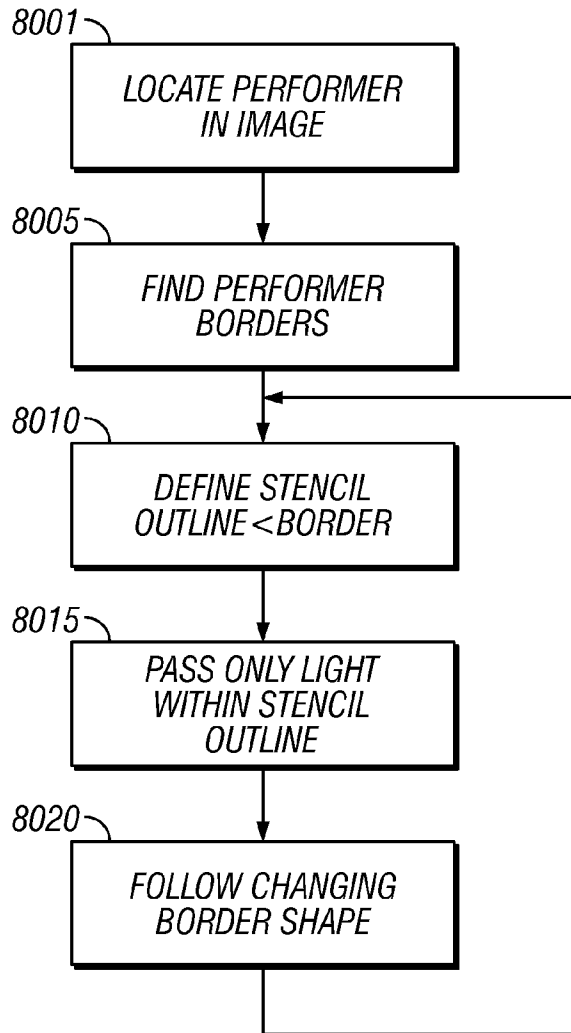 8001
LOCATE PERFORMER
IN IMAGE
8005
FIND PERFORMER
BORDERS
8010
DEFINE STENCIL
OUTLINE<BORDER
8015
PASS ONLY LIGHT
WITHIN STENCIL
OUTLINE
8020
FOLLOW CHANGING
BORDER SHAPE